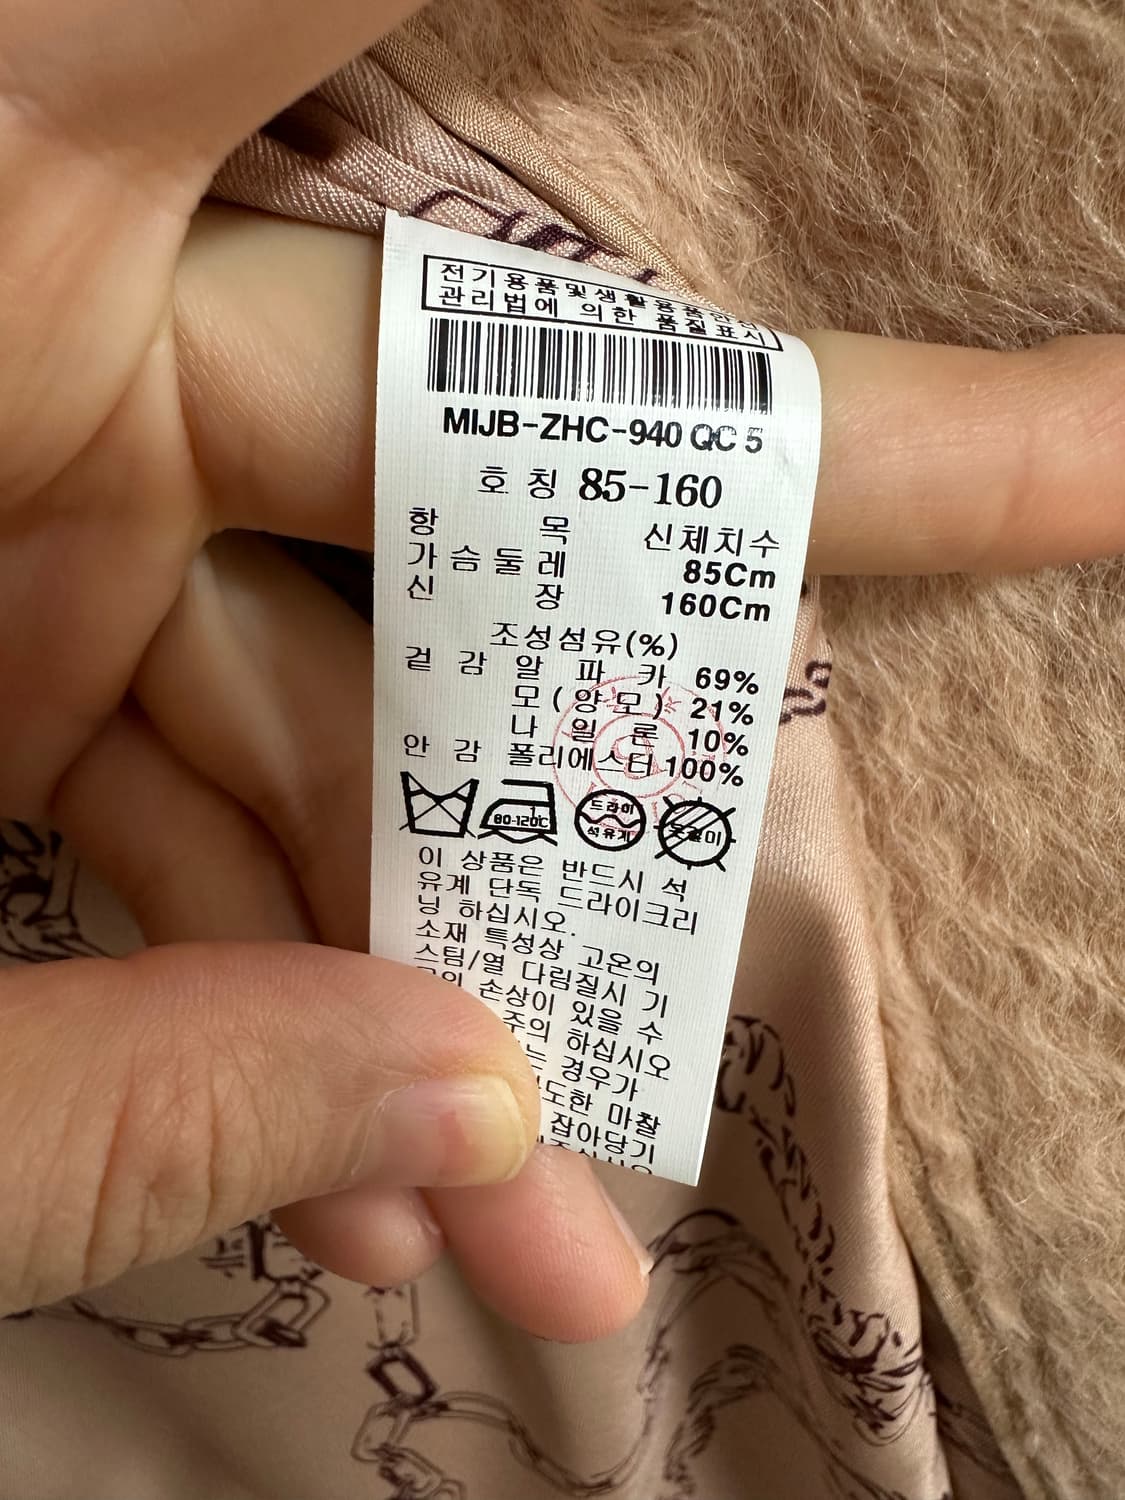 전기용품및생활용품안전
관리법에 의한 품질표시
MIJB-ZHC-940 QC 5
호칭 85-160
항 목 신체치수
가슴둘레 85Cm
신 장 160Cm
조성섬유(%)
겉감 알파카 69%
모(양모) 21%
나일론 10%
안감 폴리에스터 100%
80-120℃
드라이
석유계
옷걸이
이 상품은 반드시 석
유계 단독 드라이크리
닝 하십시오.
소재 특성상 고온의
스팀/열 다림질시 기
모의 손상이 있을 수
주의 하십시오
는 경우가
도한 마찰
잡아당기